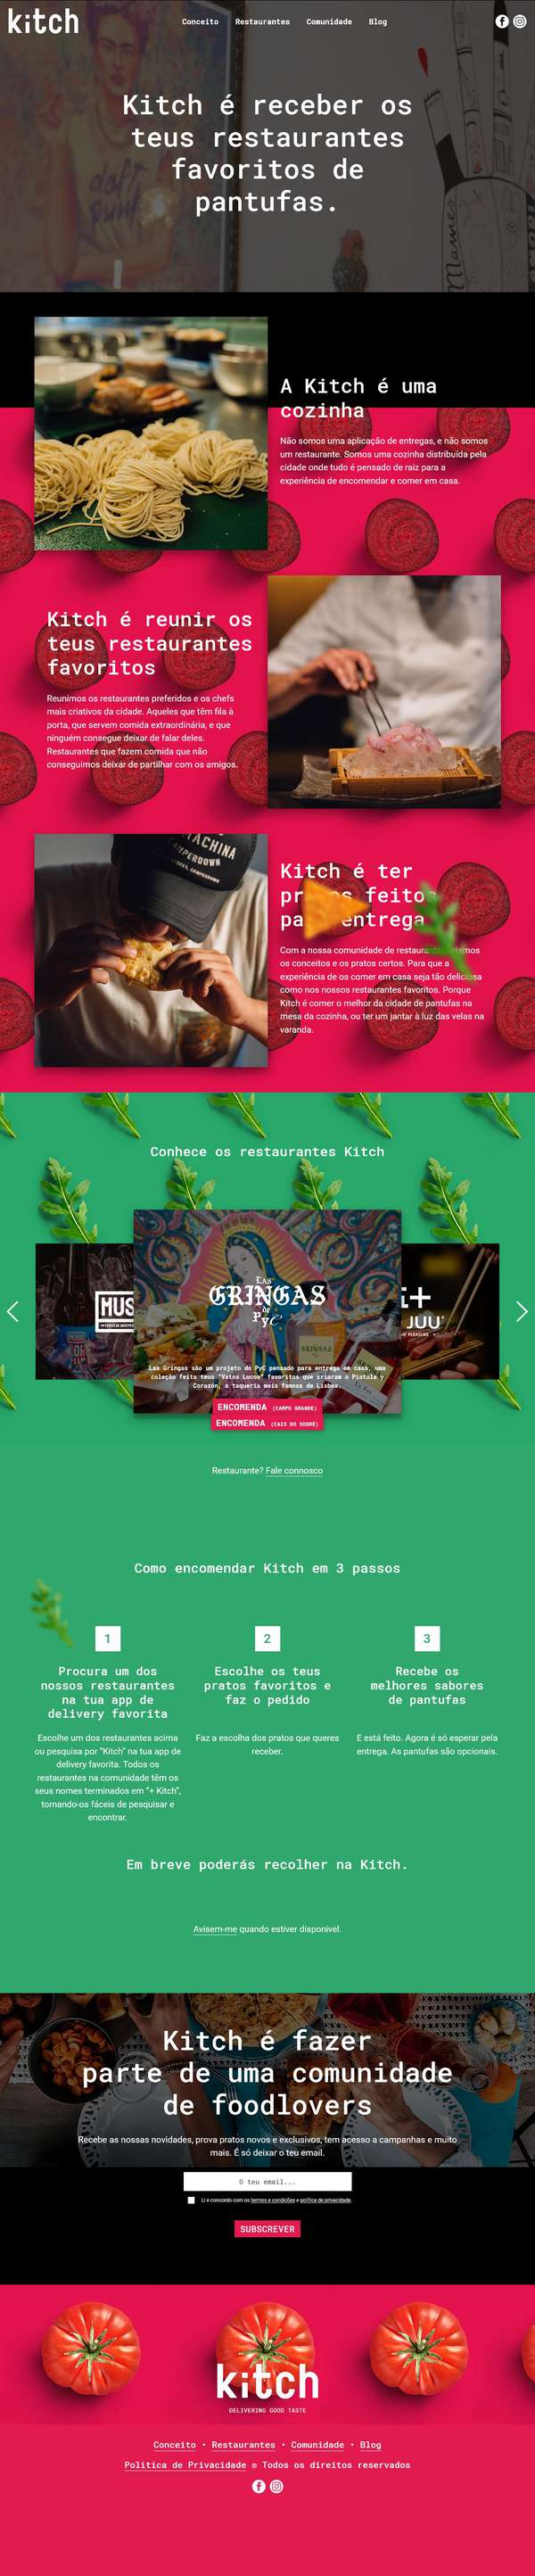 kitch
Conceito
Restaurantes
Comunidade
Blog
Kitch é receber os
teus restaurantes
favoritos de
pantufas.
A Kitch é uma
cozinha
Não somos uma aplicação de entregas, e não somos
um restaurante. Somos uma cozinha distribuída pela
cidade onde tudo é pensado de raiz para a
experiência de encomendar e comer em casa.
Kitch é reunir os
teus restaurantes
favoritos
Reunimos os restaurantes preferidos e os chefs
mais criativos da cidade. Aqueles que têm fila à
porta, que servem comida extraordinária, e que
ninguém consegue deixar de falar deles.
Restaurantes que fazem comida que não
conseguimos deixar de partilhar com os amigos.
MACHINA
Kitch é ter
feitos
entrega
Com a nossa comunidade de
os conceitos e os pratos certos. Para que a
experiência de os comer em casa seja tão deliciosa
como nos nossos restaurantes favoritos. Porque
Kitch é comer o melhor da cidade de pantufas na
mesa da cozinha, ou ter um jantar à luz das velas na
varanda.
Conhece os restaurantes Kitch
MUS
LAS
GRINGAS
de
PyC
JUU
Las Gringas são um projeto do PyC pensado para entrega em casa, uma
coleção feita teus "Vatos Locos" favoritos que criaram o Pistola y
Corazón, a taqueria mais famosa de Lisboa.
ENCOMENDA (CAMPO GRANDE)
ENCOMENDA (CAIS DO SODRÉ)
Restaurante? Fale connosco
Como encomendar Kitch em 3 passos
1
Procura um dos
nossos restaurantes
na tua app de
delivery favorita
Escolhe um dos restaurantes acima
ou pesquisa por “Kitch” na tua app de
delivery favorita. Todos os
restaurantes na comunidade têm os
seus nomes terminados em “+ Kitch”,
tornando-os fáceis de pesquisar e
encontrar.
2
Escolhe os teus
pratos favoritos e
faz o pedido
Faz a escolha dos pratos que queres
receber.
3
Recebe os
melhores sabores
de pantufas
E está feito. Agora é só esperar pela
entrega. As pantufas são opcionais.
Em breve poderás recolher na Kitch.
Avisem-me quando estiver disponível.
Kitch é fazer
parte de uma comunidade
de foodlovers
Recebe as nossas novidades, prova pratos novos e exclusivos, tem acesso a campanhas e muito
mais. É só deixar o teu email.
O teu email...
Li e concordo com os termos e condições e política de privacidade.
SUBSCREVER
kitch
DELIVERING GOOD TASTE
Conceito • Restaurantes • Comunidade • Blog
Política de Privacidade © Todos os direitos reservados